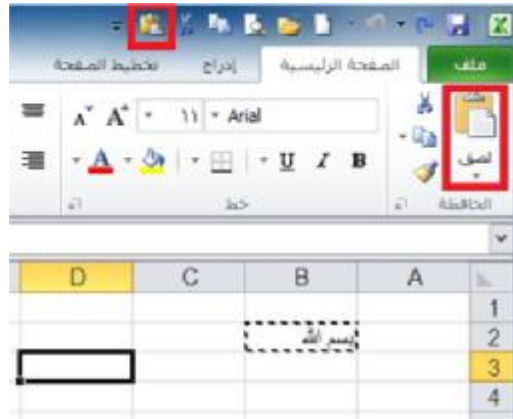 ملف الصفحة الرئيسية إدراج تخطيط الصفحة
Arial ١١ A A
لصق
B I U A
الحافظة خط
A B C D
1
2 بسم الله
3
4